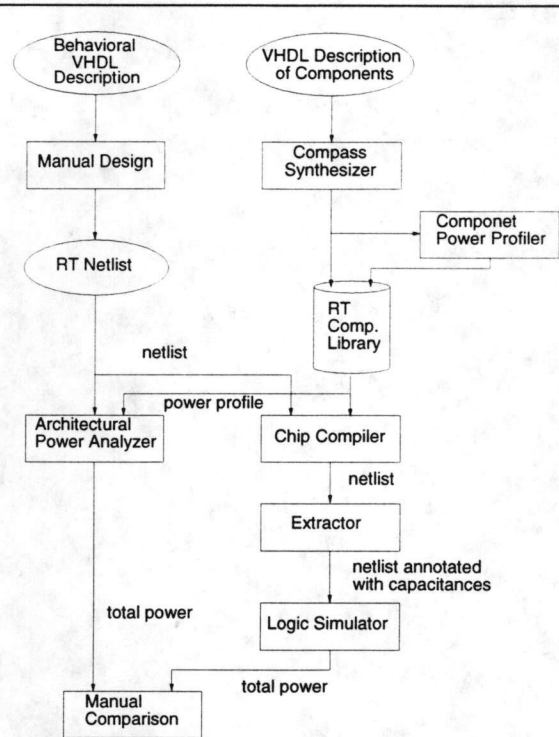 Behavioral
VHDL
Description
VHDL Description
of Components
Manual Design
Compass
Synthesizer
Componet
Power Profiler
RT Netlist
RT
Comp.
Library
netlist
power profile
Architectural
Power Analyzer
Chip Compiler
netlist
Extractor
netlist annotated
with capacitances
total power
Logic Simulator
total power
Manual
Comparison